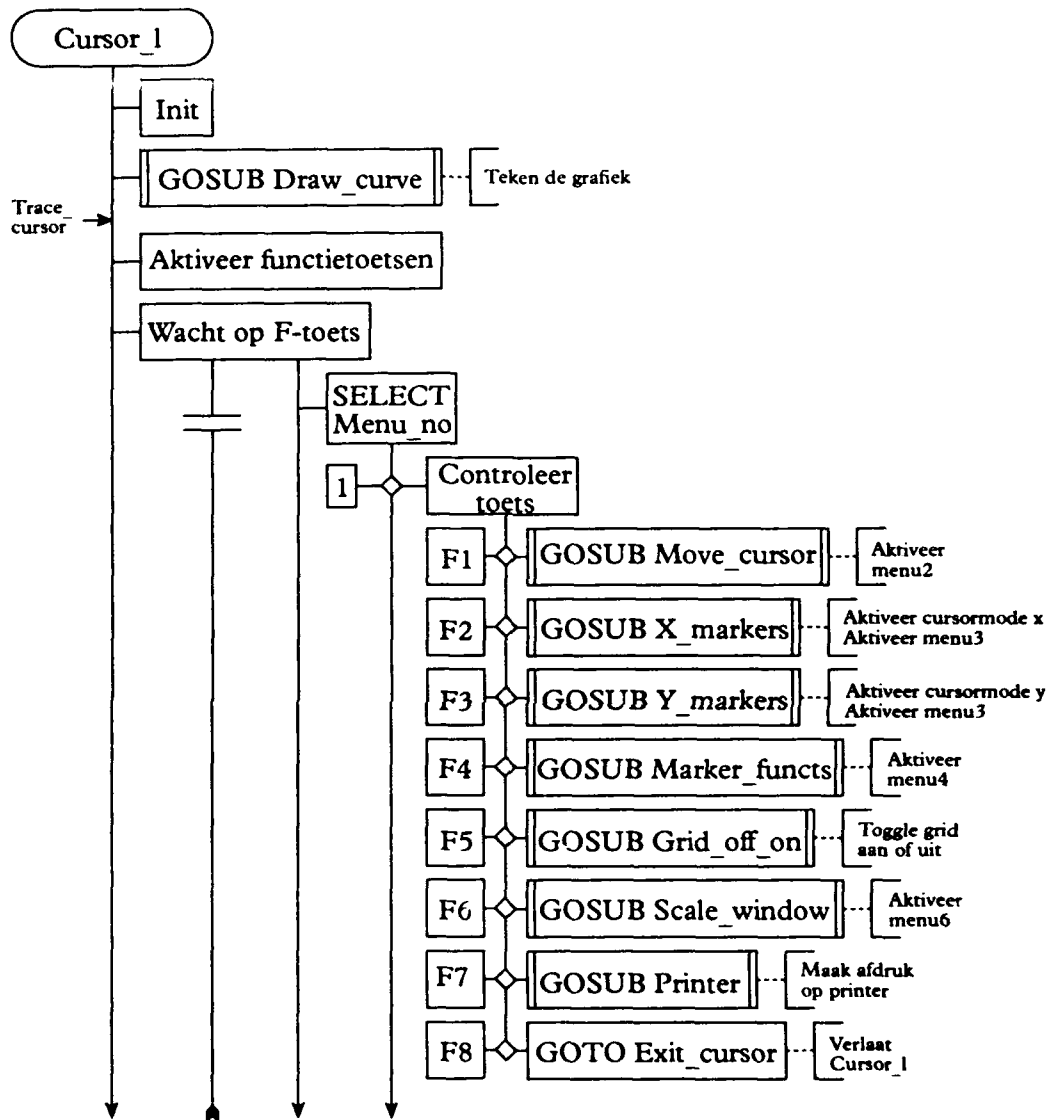 Cursor_1
Init
GOSUB Draw_curve
Teken de grafiek
Trace_
cursor
Aktiveer functietoetsen
Wacht op F-toets
SELECT
Menu_no
1
Controleer
toets
F1
GOSUB Move_cursor
Aktiveer
menu2
F2
GOSUB X_markers
Aktiveer cursormode x
Aktiveer menu3
F3
GOSUB Y_markers
Aktiveer cursormode y
Aktiveer menu3
F4
GOSUB Marker_functs
Aktiveer
menu4
F5
GOSUB Grid_off_on
Toggle grid
aan of uit
F6
GOSUB Scale_window
Aktiveer
menu6
F7
GOSUB Printer
Maak afdruk
op printer
F8
GOTO Exit_cursor
Verlaat
Cursor_1